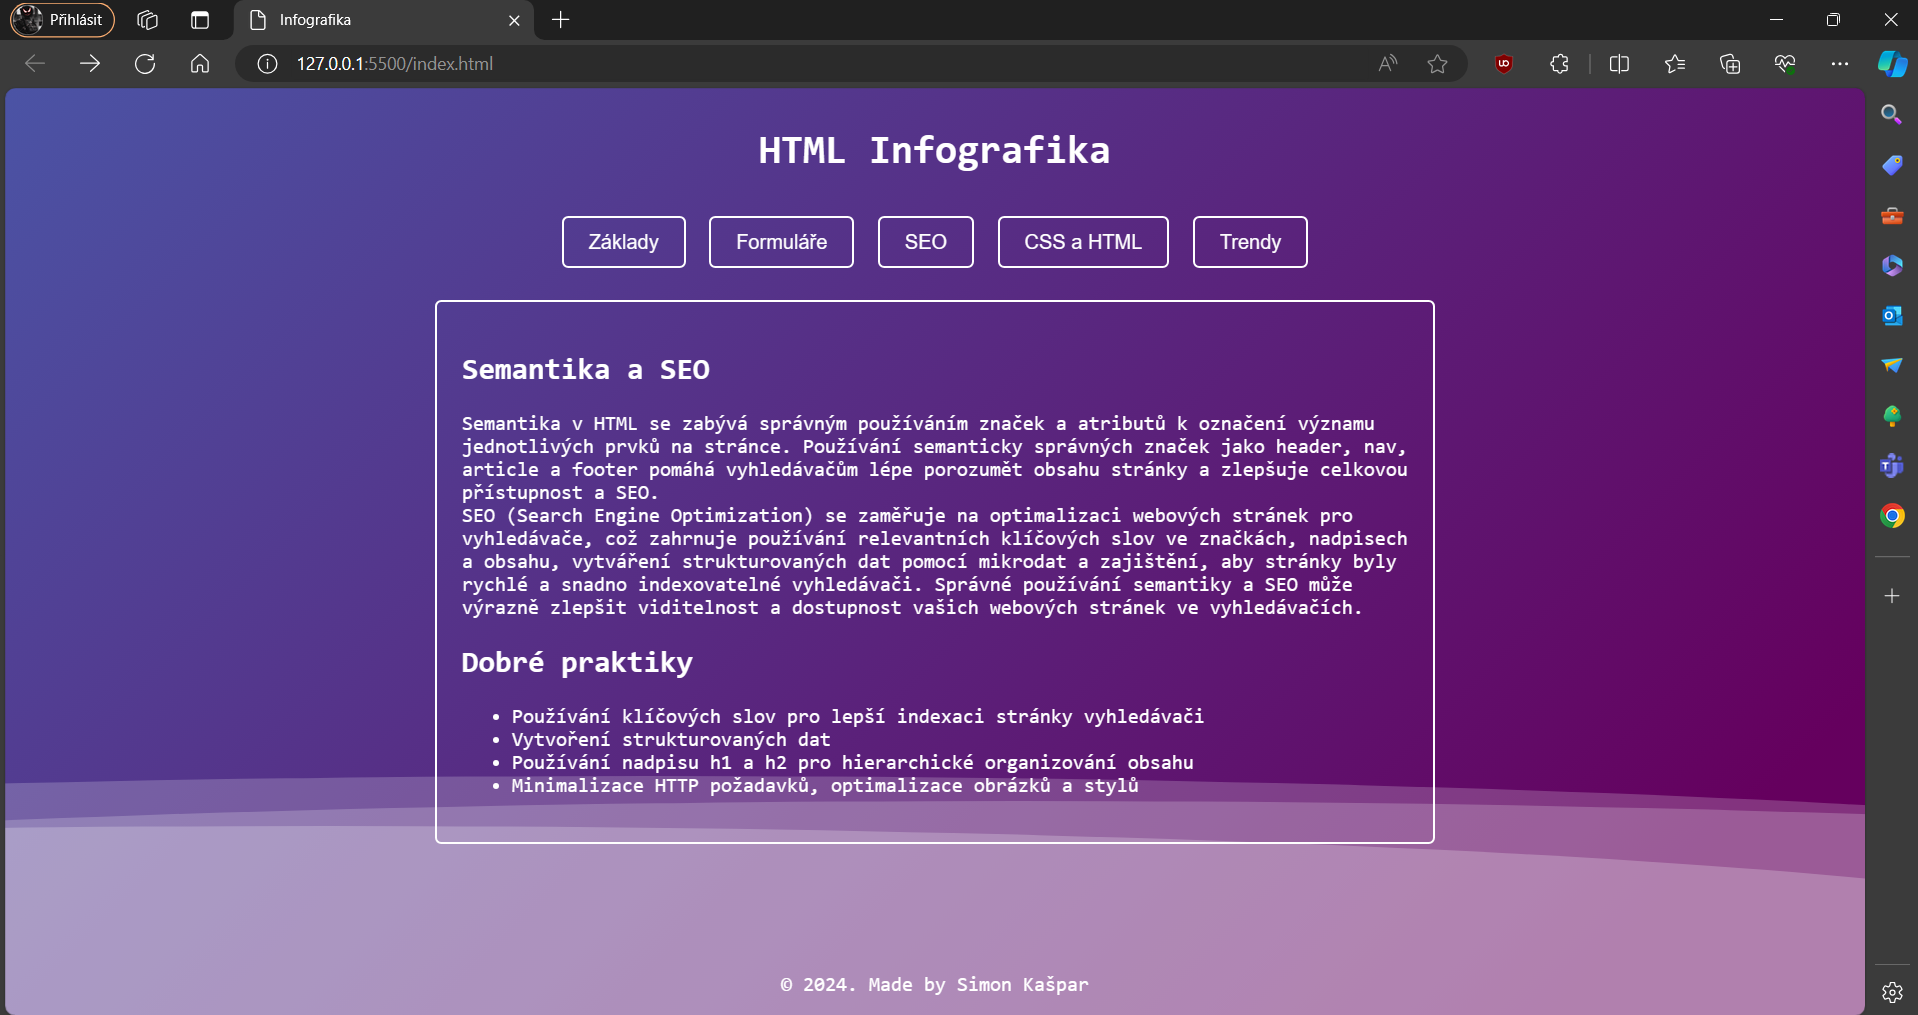 Přihlásit
Infografika
127.0.0.1:5500/index.html
HTML Infografika
Základy
Formuláře
SEO
CSS a HTML
Trendy
Semantika a SEO
Semantika v HTML se zabývá správným používáním značek a atributů k označení významu
jednotlivých prvků na stránce. Používání semanticky správných značek jako header, nav,
article a footer pomáhá vyhledávačům lépe porozumět obsahu stránky a zlepšuje celkovou
přístupnost a SEO.
SEO (Search Engine Optimization) se zaměřuje na optimalizaci webových stránek pro
vyhledávače, což zahrnuje používání relevantních klíčových slov ve značkách, nadpisech
a obsahu, vytváření strukturovaných dat pomocí mikrodat a zajištění, aby stránky byly
rychlé a snadno indexovatelné vyhledávači. Správné používání semantiky a SEO může
výrazně zlepšit viditelnost a dostupnost vašich webových stránek ve vyhledávačích.
Dobré praktiky
• Používání klíčových slov pro lepší indexaci stránky vyhledávači
• Vytvoření strukturovaných dat
• Používání nadpisu h1 a h2 pro hierarchické organizování obsahu
• Minimalizace HTTP požadavků, optimalizace obrázků a stylů
© 2024. Made by Simon Kašpar